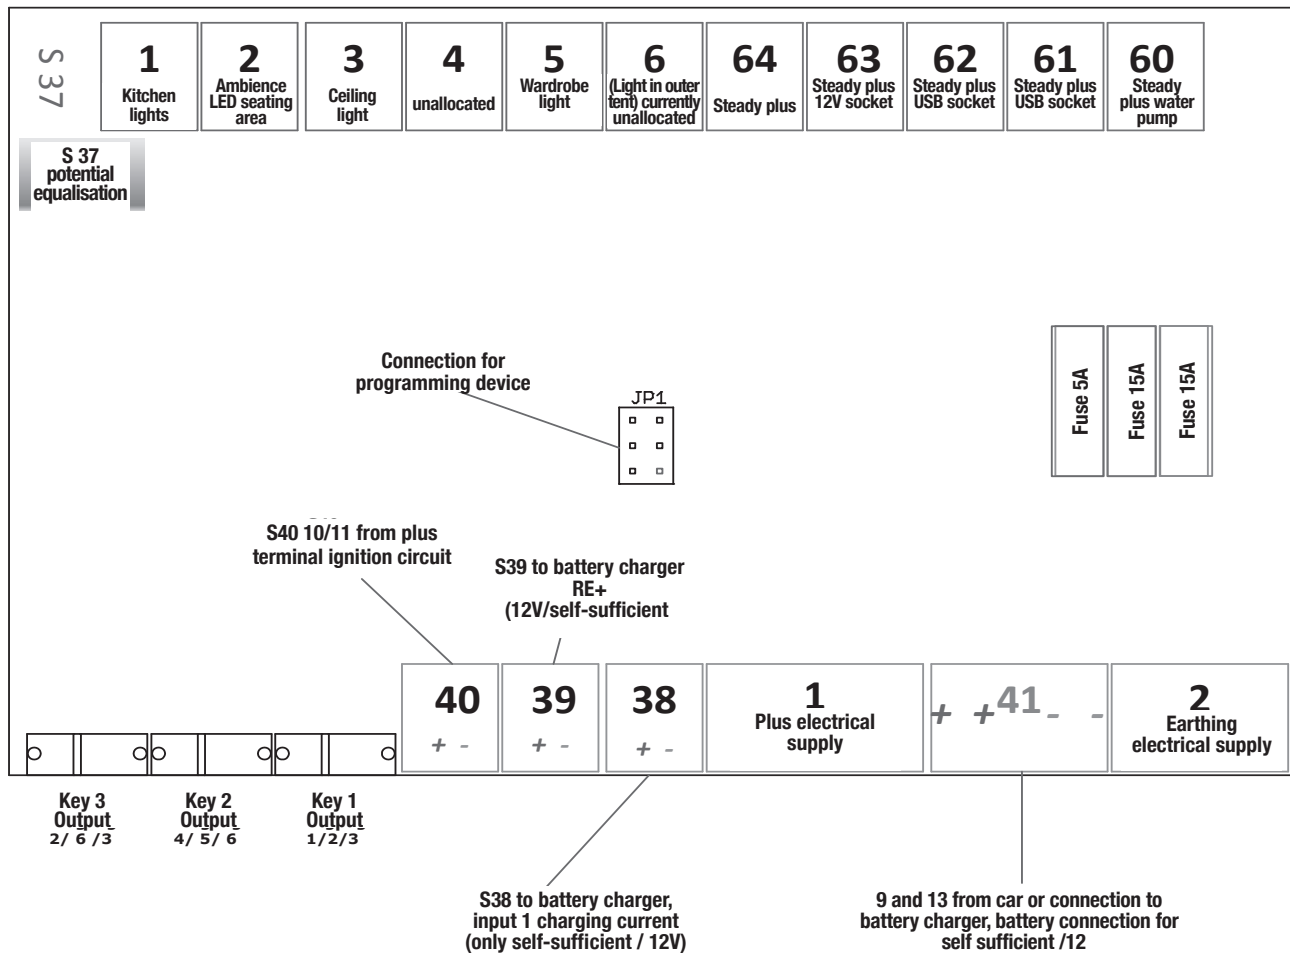 S 37
1
Kitchen
lights
2
Ambience
LED seating
area
3
Ceiling
light
4
unallocated
5
Wardrobe
light
6
(Light in outer
tent) currently
unallocated
64
Steady plus
63
Steady plus
12V socket
62
Steady plus
USB socket
61
Steady plus
USB socket
60
Steady
plus water
pump
S 37
potential
equalisation
Connection for
programming device
JP1
Fuse 5A
Fuse 15A
Fuse 15A
S40 10/11 from plus
terminal ignition circuit
S39 to battery charger
RE+
(12V/self-sufficient
40
+ -
39
+ -
38
+ -
1
Plus electrical
supply
+ +41- -
2
Earthing
electrical supply
Key 3
Output
2/ 6 /3
Key 2
Output
4/ 5/ 6
Key 1
Output
1/2/3
S38 to battery charger,
input 1 charging current
(only self-sufficient / 12V)
9 and 13 from car or connection to
battery charger, battery connection for
self sufficient /12